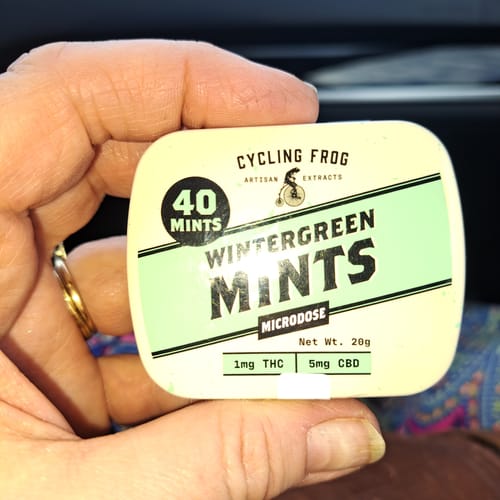 CYCLING FROG
ARTISAN EXTRACTS
40
MINTS
WINTERGREEN
MINTS
MICRODOSE
Net Wt. 20g
1mg THC 5mg CBD